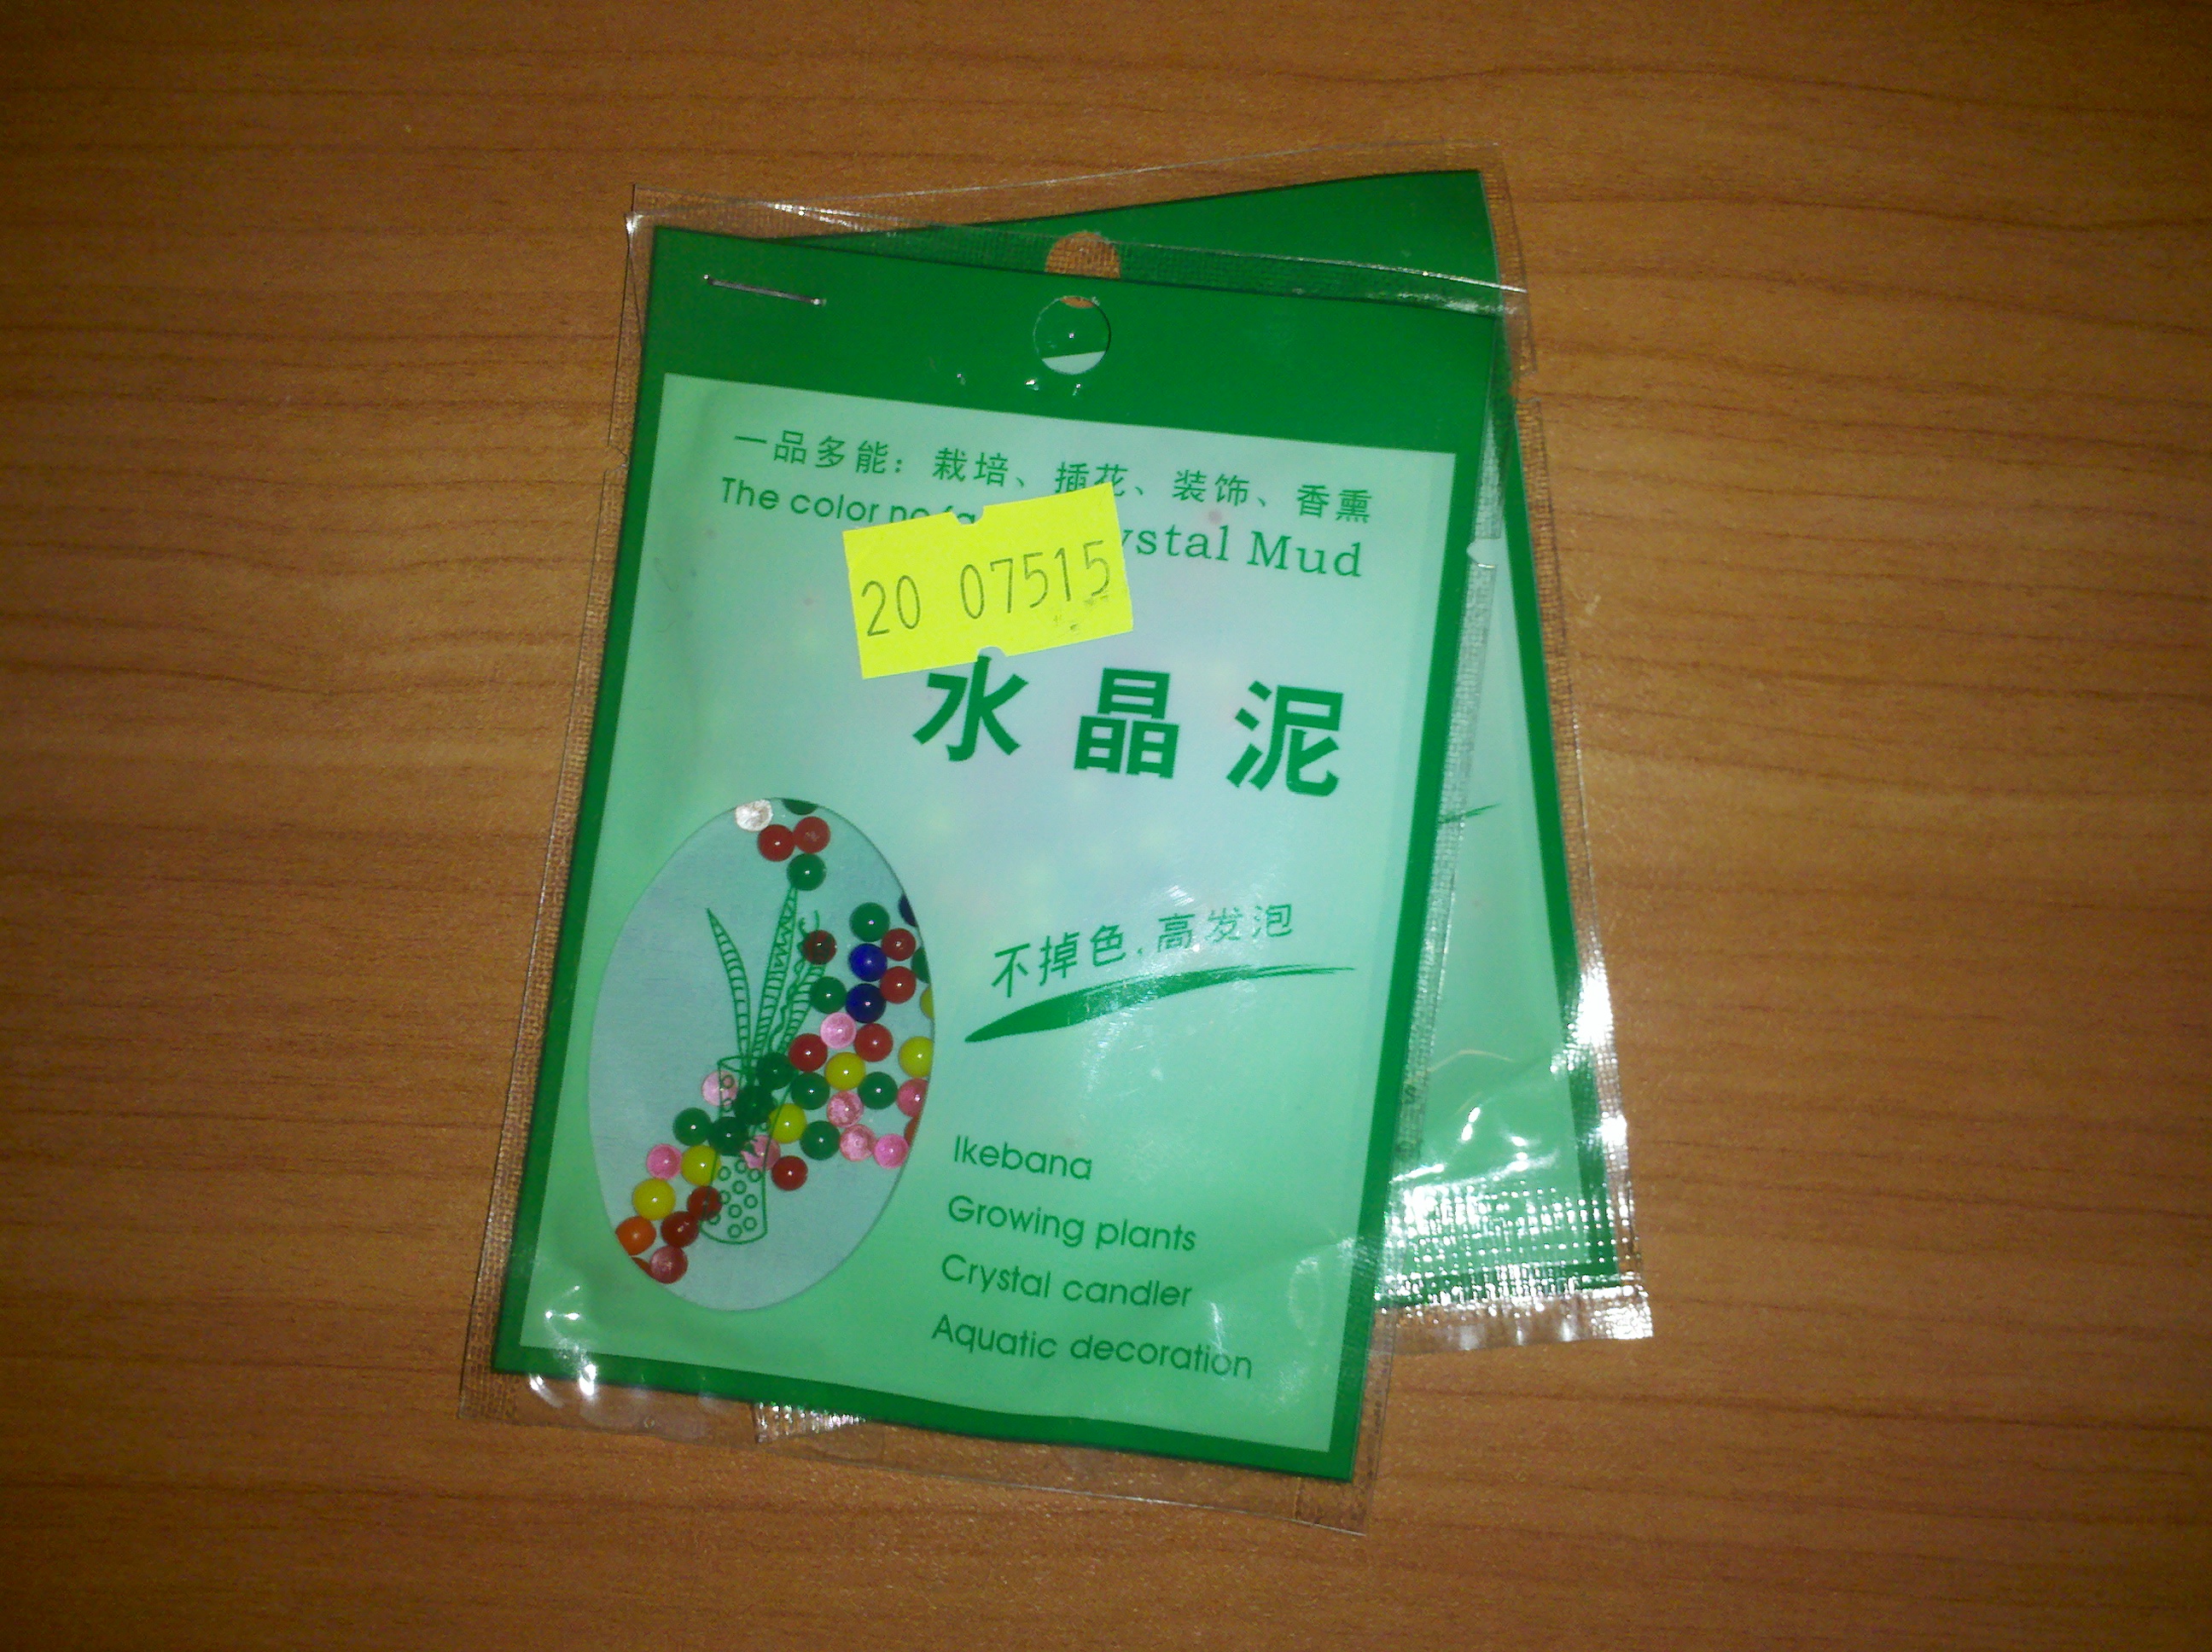 一品多能：栽培、插花、装饰、香熏
The color no
Mud
20 07515
水晶泥
不掉色.高发泡
Ikebana
Growing plants
Crystal candler
Aquatic decoration